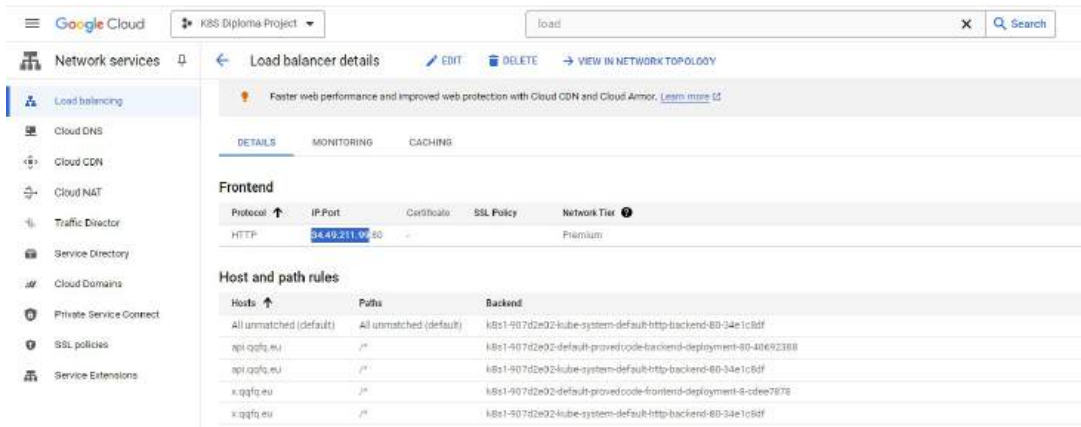 Google Cloud K8S Diploma Project load Search
Network services Load balancer details EDIT DELETE VIEW IN NETWORK TOPOLOGY
Load balancing
Faster web performance and improved web protection with Cloud CDN and Cloud Armor. Learn more
Cloud DNS
DETAILS MONITORING CACHING
Cloud CDN
Cloud NAT
Frontend
Protocol IP:Port Certificate SSL Policy Network Tier
Traffic Director
HTTP - Premium
Service Directory
Host and path rules
Cloud Domains
Hosts Paths Backend
Private Service Connect
All unmatched (default) All unmatched (default) k8s1-907d2e02-kube-system-default-http-backend-80-34e1c8df
SSL policies
api.qqfq.eu /* k8s1-907d2e02-default-provedcode-backend-deployment-80-40692388
api.qqfq.eu /* k8s1-907d2e02-kube-system-default-http-backend-80-34e1c8df
Service Extensions
x.qqfq.eu /* k8s1-907d2e02-default-provedcode-frontend-deployment-8-cdee7878
x.qqfq.eu /* k8s1-907d2e02-kube-system-default-http-backend-80-34e1c8df